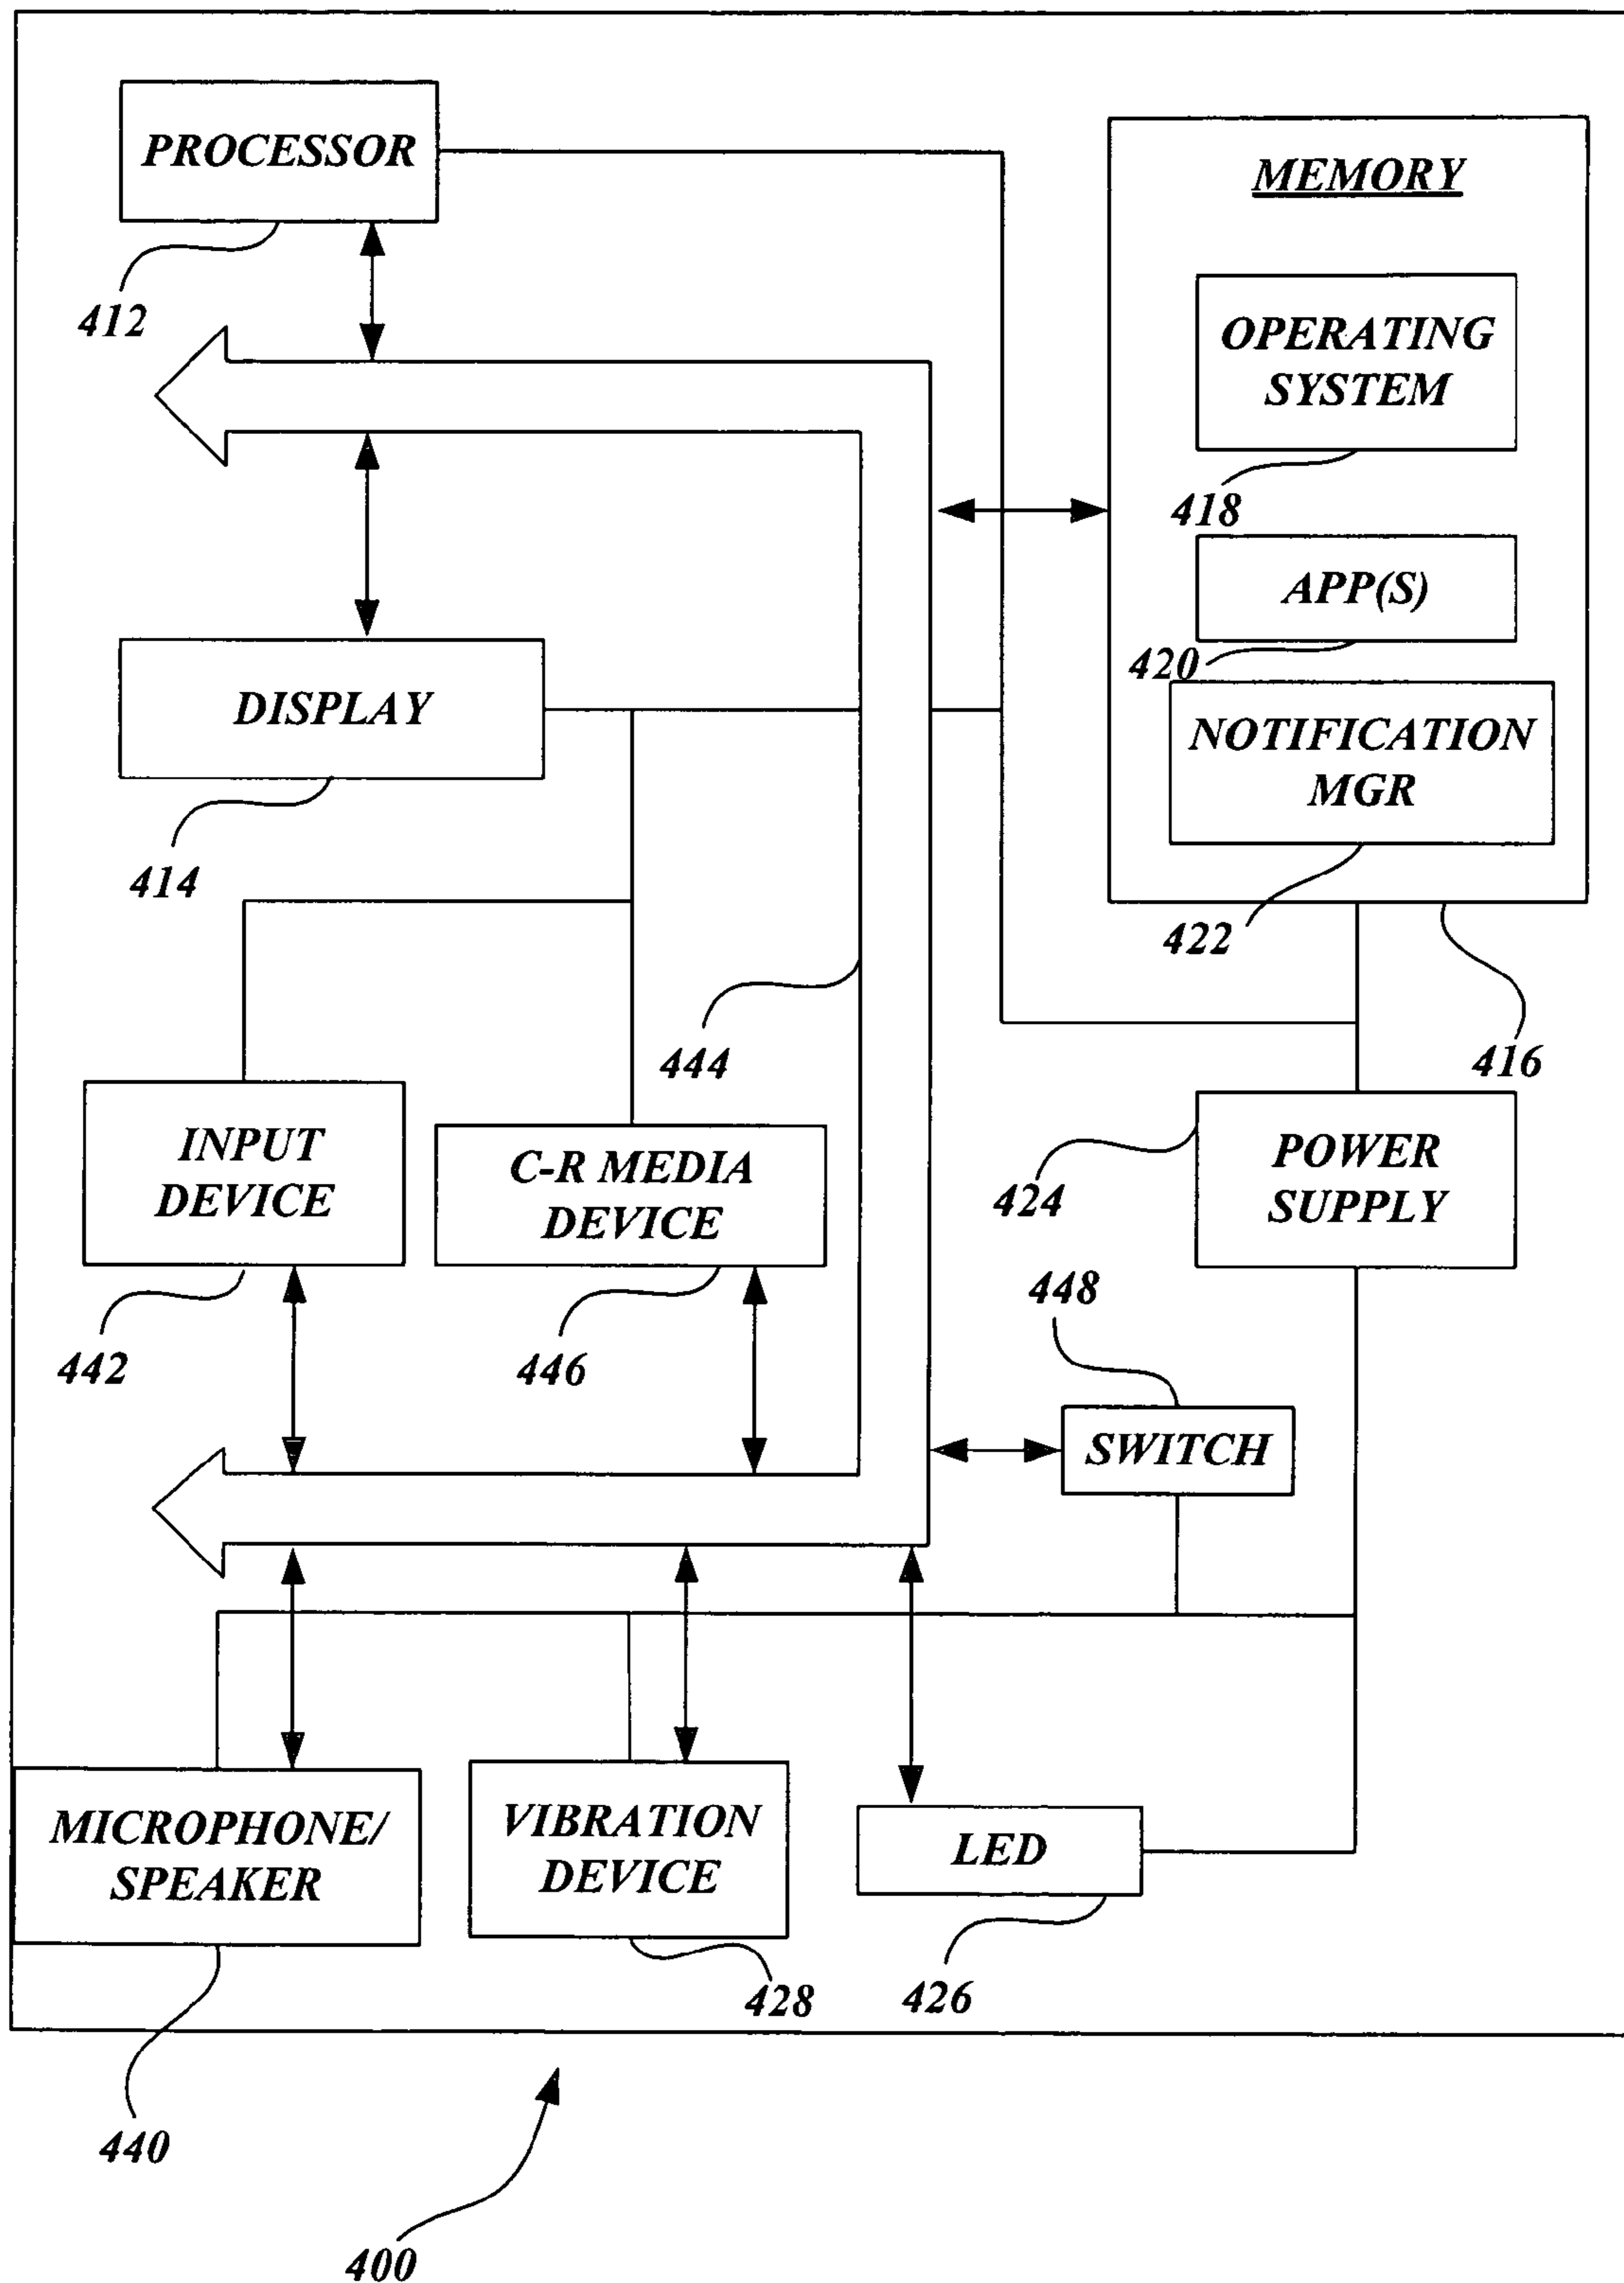 PROCESSOR
412
MEMORY
OPERATING
SYSTEM
418
APP(S)
420
NOTIFICATION
MGR
422
416
DISPLAY
414
444
INPUT
DEVICE
442
C-R MEDIA
DEVICE
446
POWER
SUPPLY
424
448
SWITCH
MICROPHONE/
SPEAKER
440
VIBRATION
DEVICE
428
LED
426
400